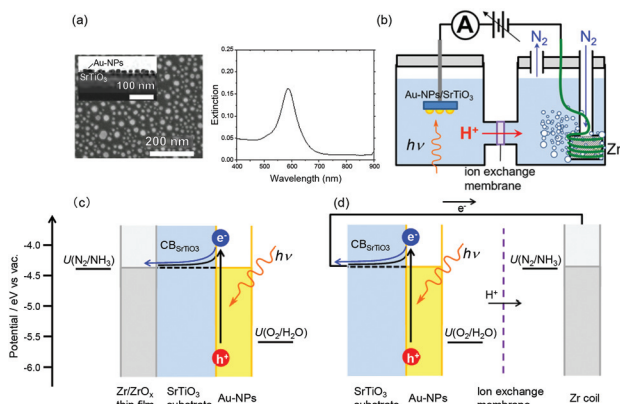 (a)
Au-NPs
SrTiO3
100 nm
200 nm
Extinction
0.25
0.20
0.15
0.10
0.05
0.00
400 500 600 700 800 900
Wavelength (nm)
(b)
A
N2
N2
Au-NPs/SrTiO3
H+
hν
Zr
ion exchange
membrane
(c)
Potential / eV vs vac.
-4.0
-4.5
-5.0
-5.5
-6.0
U(N2/NH3)
CBSrTiO3
e-
hν
U(O2/H2O)
h+
Zr/ZrOx
thin film
SrTiO3
substrate
Au-NPs
(d)
e-
CBSrTiO3
e-
hν
U(N2/NH3)
H+
U(O2/H2O)
h+
SrTiO3
substrate
Au-NPs
Ion exchange
membrane
Zr coil